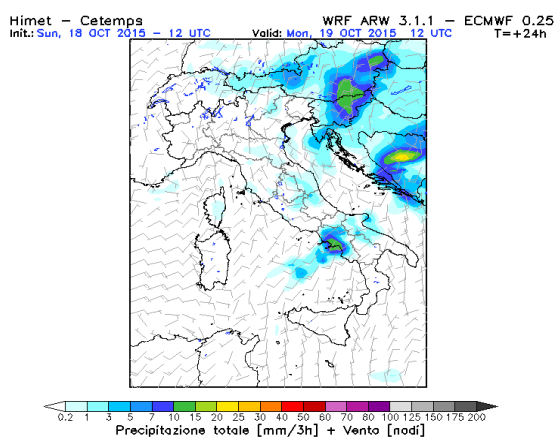 Himet – Cetemps WRF ARW 3.1.1 – ECMWF 0.25
Init.: Sun, 18 OCT 2015 – 12 UTC Valid: Mon, 19 OCT 2015 12 UTC T=+24h
0.2 1 3 5 7 10 15 20 25 30 40 50 60 70 80 100 125 150 175 200
Precipitazione totale [mm/3h] + Vento [nodi]